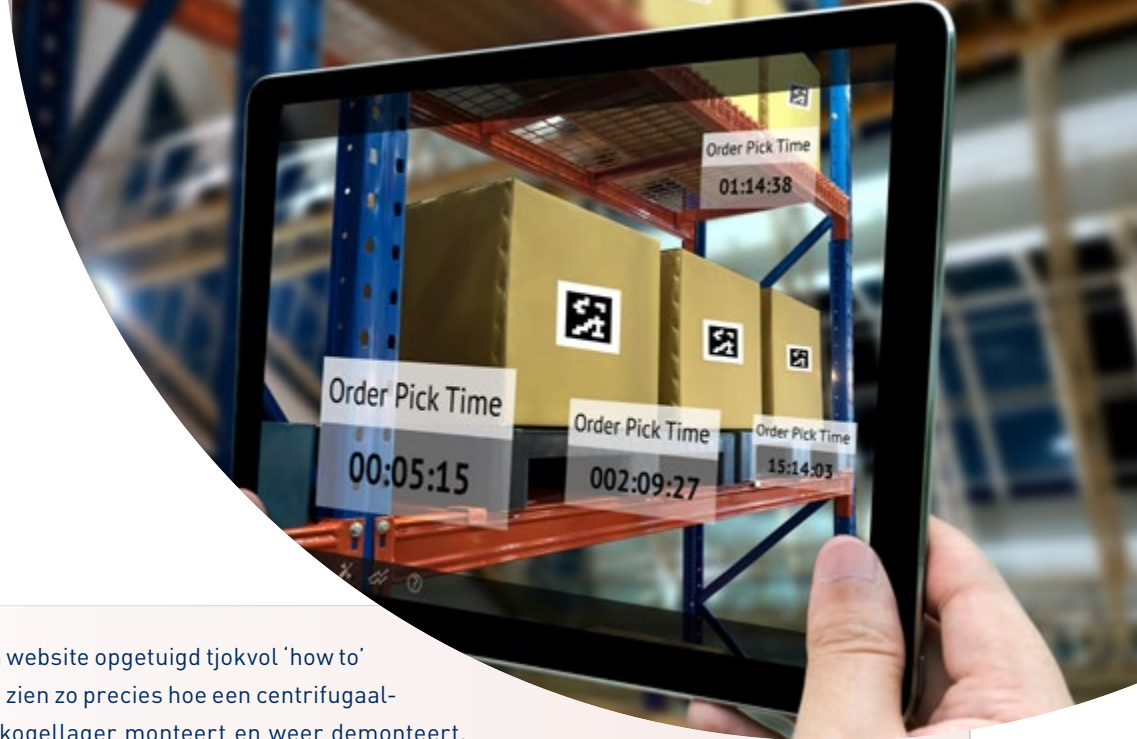 Order Pick Time
01:14:38
Order Pick Time
00:05:15
Order Pick Time
002:09:27
Order Pick Time
15:14:03
website opgetuigd tjokvol ‘how to’
zien zo precies hoe een centrifugaal-
kogellager monteert en weer demonteert.